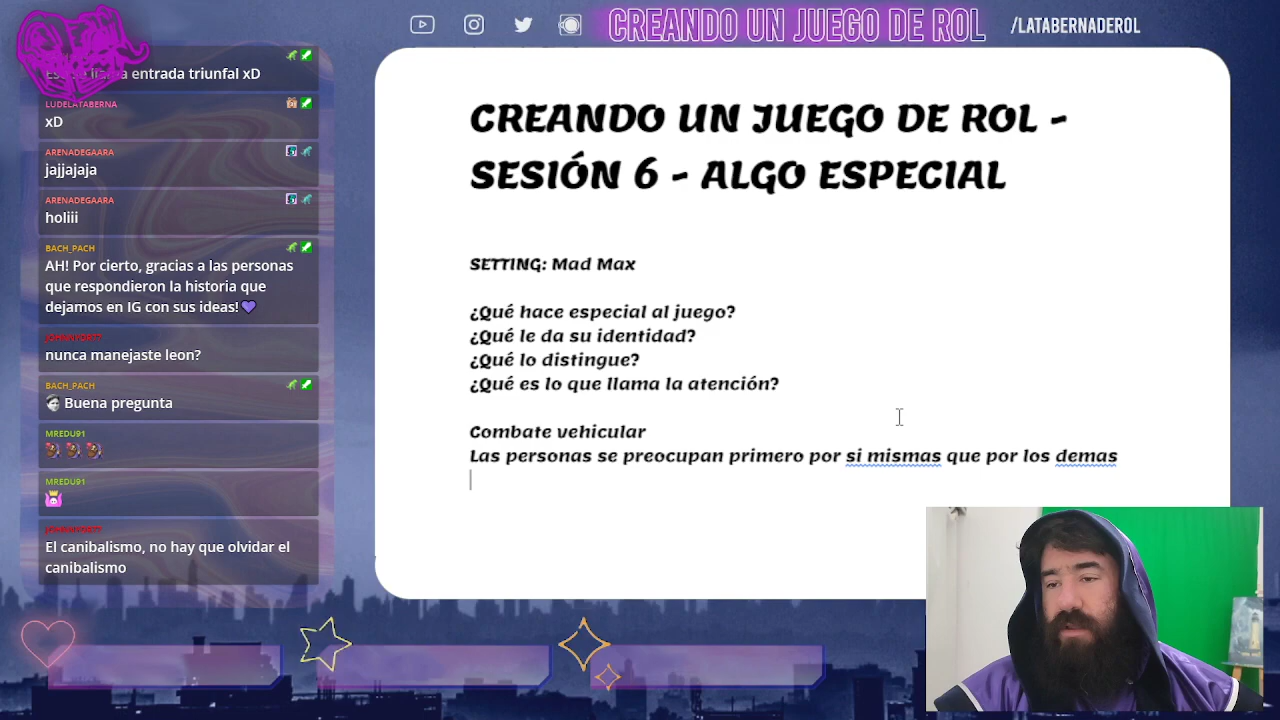 CREANDO UN JUEGO DE ROL
/LATABERNADEROL
entrada triunfal xD
LUDELATABERNA
xD
ARENADEGAARA
jajjajaja
ARENADEGAARA
holiii
BACH_PACH
AH! Por cierto, gracias a las personas
que respondieron la historia que
dejamos en IG con sus ideas!
nunca manejaste leon?
BACH_PACH
Buena pregunta
MREDU91
MREDU91
El canibalismo, no hay que olvidar el
canibalismo
CREANDO UN JUEGO DE ROL -
SESIÓN 6 - ALGO ESPECIAL
SETTING: Mad Max
¿Qué hace especial al juego?
¿Qué le da su identidad?
¿Qué lo distingue?
¿Qué es lo que llama la atención?
Combate vehicular
Las personas se preocupan primero por si mismas que por los demas